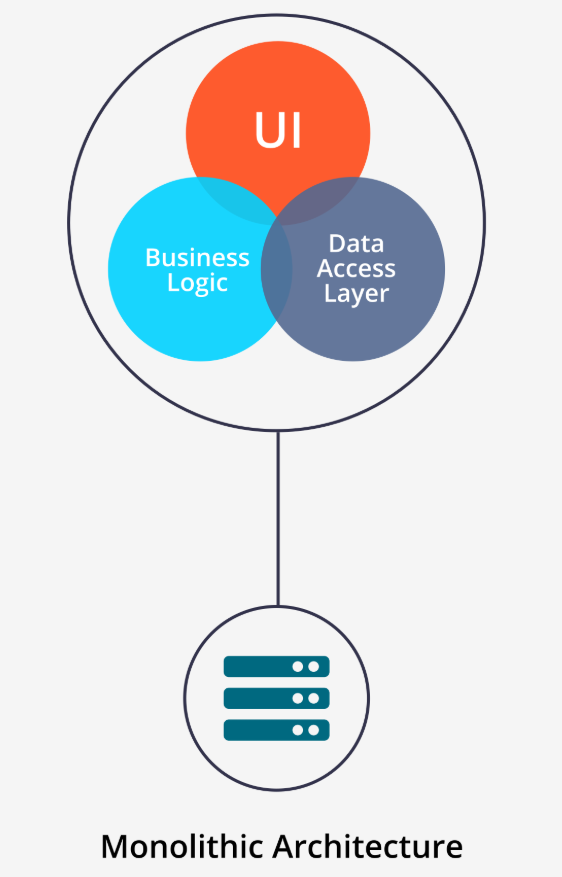 UI
Business
Logic
Data
Access
Layer
Monolithic Architecture